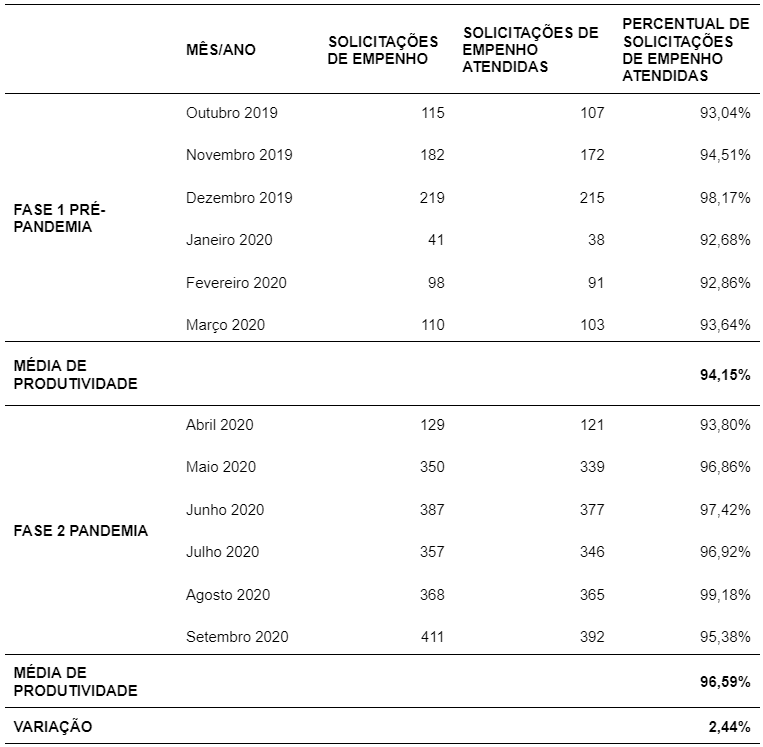 MÊS/ANO
SOLICITAÇÕES
DE EMPENHO
SOLICITAÇÕES DE
EMPENHO
ATENDIDAS
PERCENTUAL DE
SOLICITAÇÕES
DE EMPENHO
ATENDIDAS
FASE 1 PRÉ-
PANDEMIA
Outubro 2019 115 107 93,04%
Novembro 2019 182 172 94,51%
Dezembro 2019 219 215 98,17%
Janeiro 2020 41 38 92,68%
Fevereiro 2020 98 91 92,86%
Março 2020 110 103 93,64%
MÉDIA DE
PRODUTIVIDADE
94,15%
FASE 2 PANDEMIA
Abril 2020 129 121 93,80%
Maio 2020 350 339 96,86%
Junho 2020 387 377 97,42%
Julho 2020 357 346 96,92%
Agosto 2020 368 365 99,18%
Setembro 2020 411 392 95,38%
MÉDIA DE
PRODUTIVIDADE
96,59%
VARIAÇÃO 2,44%